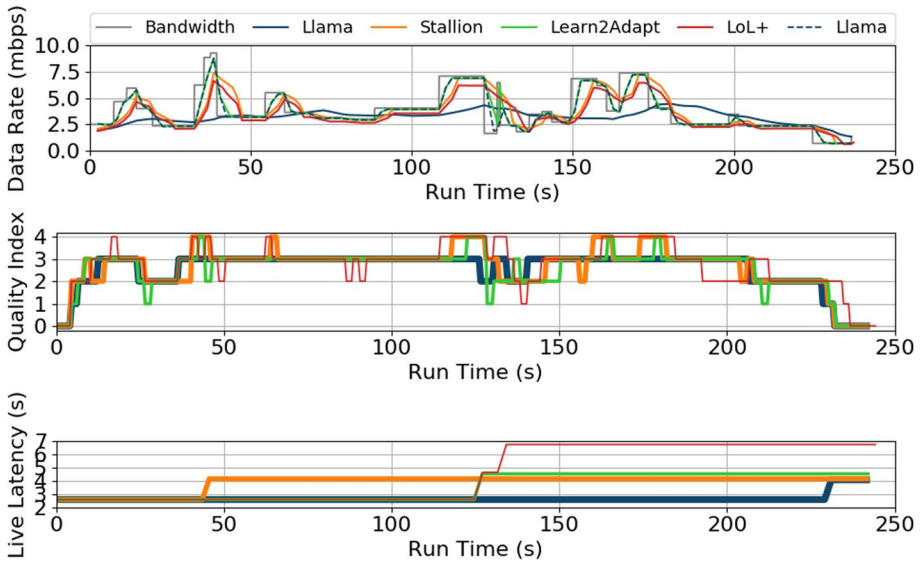 Bandwidth Llama Stallion Learn2Adapt LoL+ Llama
Data Rate (mbps)
10.0
7.5
5.0
2.5
0.0
0 50 100 150 200 250
Run Time (s)
Quality Index
4
3
2
1
0
0 50 100 150 200 250
Run Time (s)
Live Latency (s)
7
6
5
4
3
2
0 50 100 150 200 250
Run Time (s)